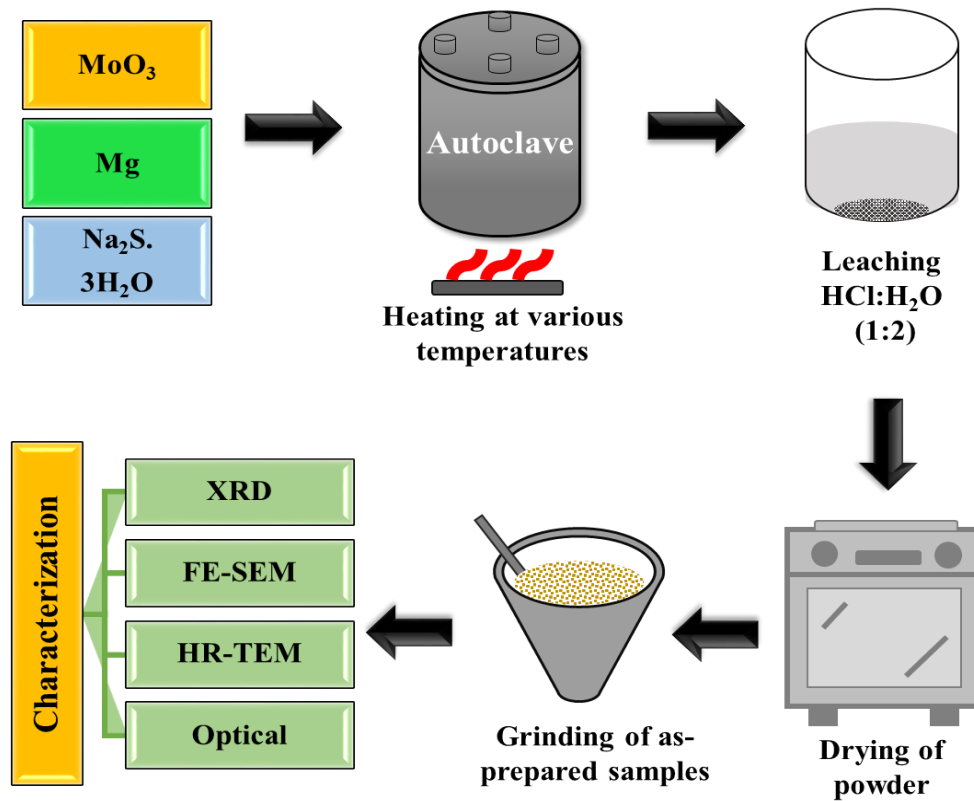 MoO₃
Mg
Na₂S.
3H₂O
Autoclave
Heating at various
temperatures
Leaching
HCl:H₂O
(1:2)
Drying of
powder
Grinding of as-
prepared samples
Characterization
XRD
FE-SEM
HR-TEM
Optical